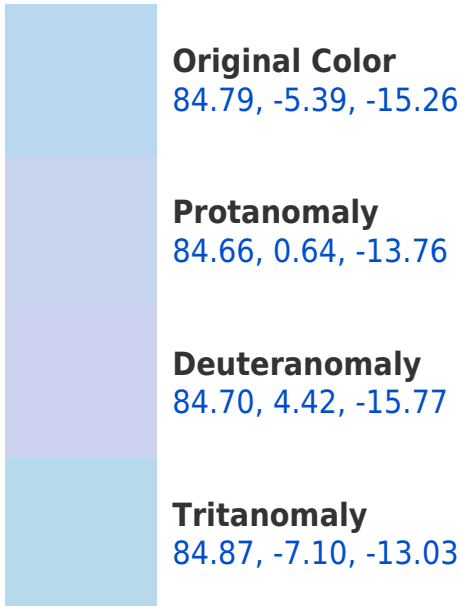 Original Color
84.79, -5.39, -15.26
Protanomaly
84.66, 0.64, -13.76
Deuteranomaly
84.70, 4.42, -15.77
Tritanomaly
84.87, -7.10, -13.03